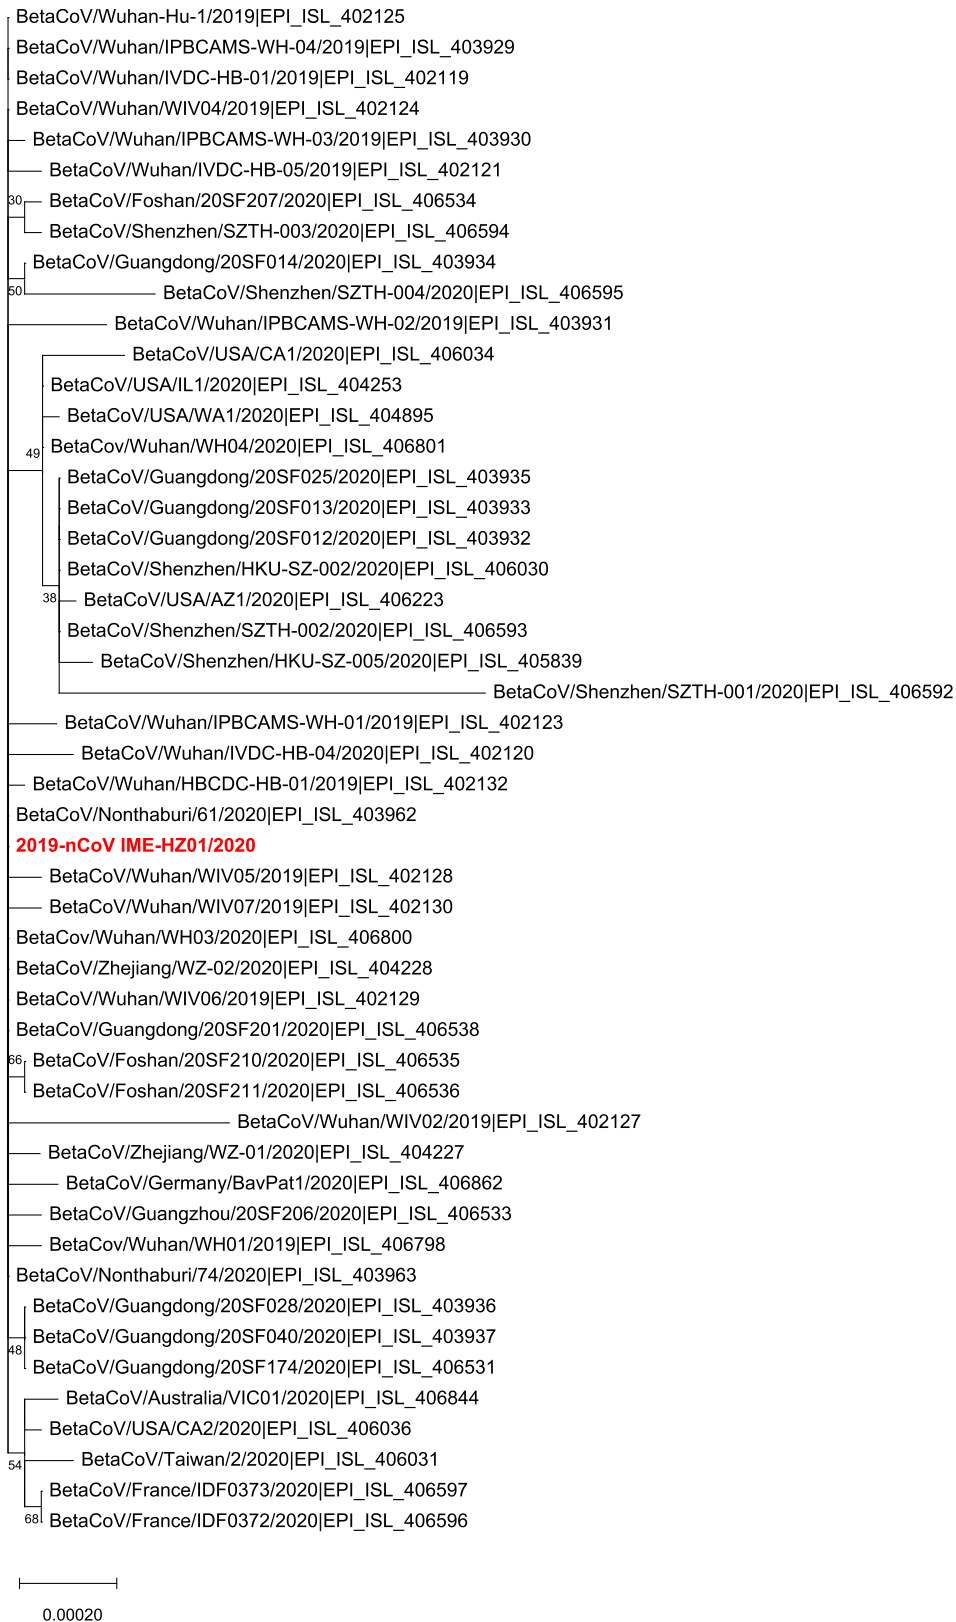 BetaCoV/Wuhan-Hu-1/2019|EPI_ISL_402125
BetaCoV/Wuhan/IPBCAMS-WH-04/2019|EPI_ISL_403929
BetaCoV/Wuhan/IVDC-HB-01/2019|EPI_ISL_402119
BetaCoV/Wuhan/WIV04/2019|EPI_ISL_402124
BetaCoV/Wuhan/IPBCAMS-WH-03/2019|EPI_ISL_403930
BetaCoV/Wuhan/IVDC-HB-05/2019|EPI_ISL_402121
30
BetaCoV/Foshan/20SF207/2020|EPI_ISL_406534
BetaCoV/Shenzhen/SZTH-003/2020|EPI_ISL_406594
BetaCoV/Guangdong/20SF014/2020|EPI_ISL_403934
50
BetaCoV/Shenzhen/SZTH-004/2020|EPI_ISL_406595
BetaCoV/Wuhan/IPBCAMS-WH-02/2019|EPI_ISL_403931
BetaCoV/USA/CA1/2020|EPI_ISL_406034
BetaCoV/USA/IL1/2020|EPI_ISL_404253
BetaCoV/USA/WA1/2020|EPI_ISL_404895
BetaCov/Wuhan/WH04/2020|EPI_ISL_406801
49
BetaCoV/Guangdong/20SF025/2020|EPI_ISL_403935
BetaCoV/Guangdong/20SF013/2020|EPI_ISL_403933
BetaCoV/Guangdong/20SF012/2020|EPI_ISL_403932
BetaCoV/Shenzhen/HKU-SZ-002/2020|EPI_ISL_406030
38
BetaCoV/USA/AZ1/2020|EPI_ISL_406223
BetaCoV/Shenzhen/SZTH-002/2020|EPI_ISL_406593
BetaCoV/Shenzhen/HKU-SZ-005/2020|EPI_ISL_405839
BetaCoV/Shenzhen/SZTH-001/2020|EPI_ISL_406592
BetaCoV/Wuhan/IPBCAMS-WH-01/2019|EPI_ISL_402123
BetaCoV/Wuhan/IVDC-HB-04/2020|EPI_ISL_402120
BetaCoV/Wuhan/HBCDC-HB-01/2019|EPI_ISL_402132
BetaCoV/Nonthaburi/61/2020|EPI_ISL_403962
2019-nCoV IME-HZ01/2020
BetaCoV/Wuhan/WIV05/2019|EPI_ISL_402128
BetaCoV/Wuhan/WIV07/2019|EPI_ISL_402130
BetaCov/Wuhan/WH03/2020|EPI_ISL_406800
BetaCoV/Zhejiang/WZ-02/2020|EPI_ISL_404228
BetaCoV/Wuhan/WIV06/2019|EPI_ISL_402129
BetaCoV/Guangdong/20SF201/2020|EPI_ISL_406538
66
BetaCoV/Foshan/20SF210/2020|EPI_ISL_406535
BetaCoV/Foshan/20SF211/2020|EPI_ISL_406536
BetaCoV/Wuhan/WIV02/2019|EPI_ISL_402127
BetaCoV/Zhejiang/WZ-01/2020|EPI_ISL_404227
BetaCoV/Germany/BavPat1/2020|EPI_ISL_406862
BetaCoV/Guangzhou/20SF206/2020|EPI_ISL_406533
BetaCov/Wuhan/WH01/2019|EPI_ISL_406798
BetaCoV/Nonthaburi/74/2020|EPI_ISL_403963
BetaCoV/Guangdong/20SF028/2020|EPI_ISL_403936
BetaCoV/Guangdong/20SF040/2020|EPI_ISL_403937
48
BetaCoV/Guangdong/20SF174/2020|EPI_ISL_406531
BetaCoV/Australia/VIC01/2020|EPI_ISL_406844
BetaCoV/USA/CA2/2020|EPI_ISL_406036
BetaCoV/Taiwan/2/2020|EPI_ISL_406031
54
BetaCoV/France/IDF0373/2020|EPI_ISL_406597
68
BetaCoV/France/IDF0372/2020|EPI_ISL_406596
0.00020